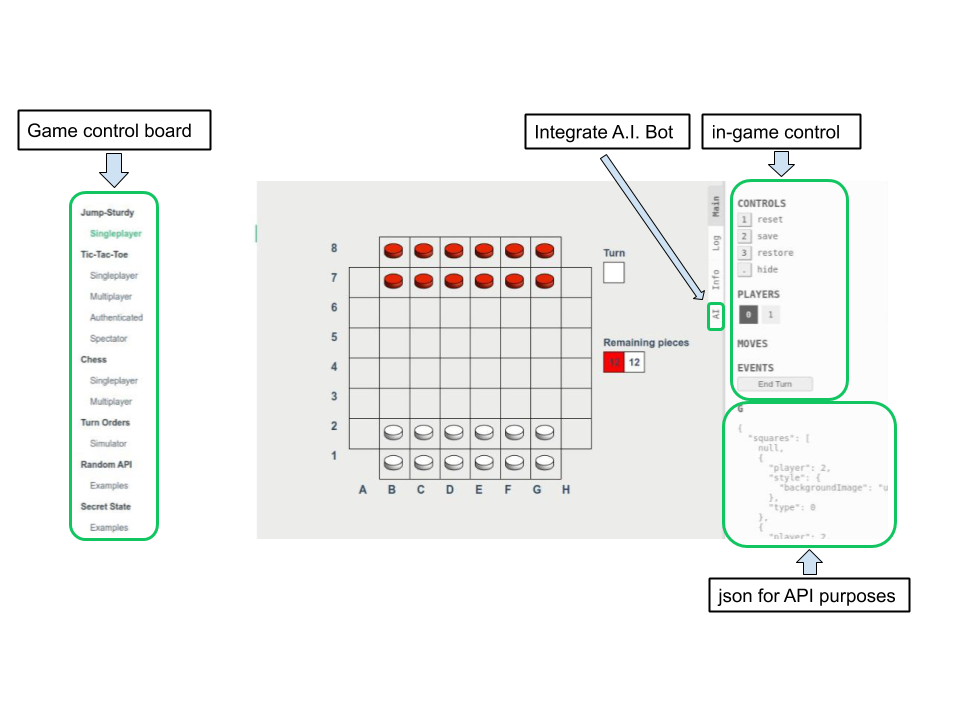 Game control board
Integrate A.I. Bot
in-game control
Jump-Sturdy
Singleplayer
Tic-Tac-Toe
Singleplayer
Multiplayer
Authenticated
Spectator
Chess
Singleplayer
Multiplayer
Turn Orders
Simulator
Random API
Examples
Secret State
Examples
8
7
6
5
4
3
2
1
A B C D E F G H
Turn
Remaining pieces
12 12
Main
Log
Info
AI
CONTROLS
1 reset
2 save
3 restore
. hide
PLAYERS
0 1
MOVES
EVENTS
End Turn
G
{
"squares": [
null,
{
"player": 2,
"style": {
"backgroundImage": "u
},
"type": 0
},
{
"player": 2,
json for API purposes